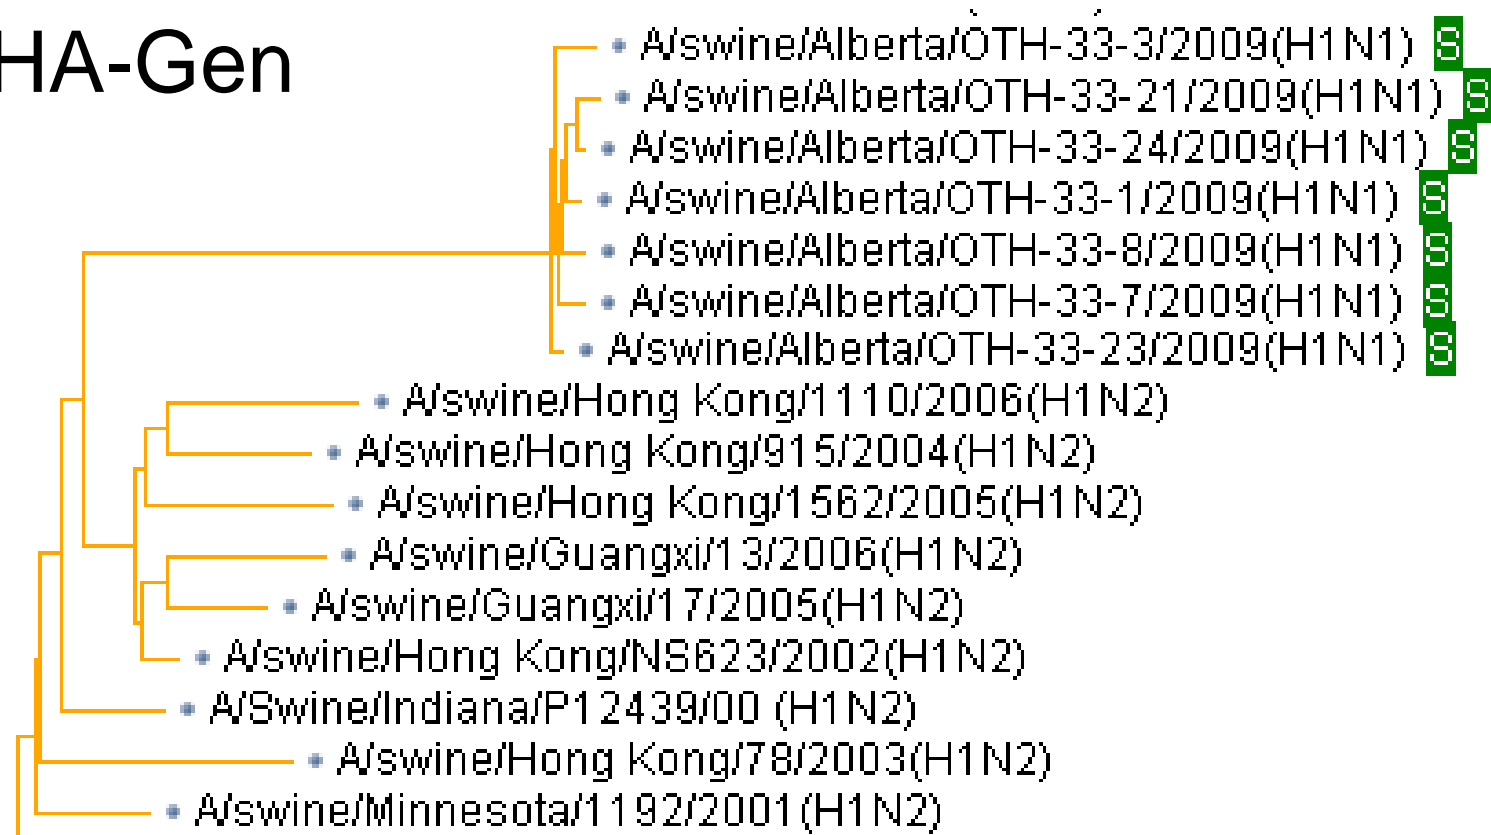 HA-Gen
A/swine/Alberta/OTH-33-3/2009(H1N1) S
A/swine/Alberta/OTH-33-21/2009(H1N1) S
A/swine/Alberta/OTH-33-24/2009(H1N1) S
A/swine/Alberta/OTH-33-1/2009(H1N1) S
A/swine/Alberta/OTH-33-8/2009(H1N1) S
A/swine/Alberta/OTH-33-7/2009(H1N1) S
A/swine/Alberta/OTH-33-23/2009(H1N1) S
A/swine/Hong Kong/1110/2006(H1N2)
A/swine/Hong Kong/915/2004(H1N2)
A/swine/Hong Kong/1562/2005(H1N2)
A/swine/Guangxi/13/2006(H1N2)
A/swine/Guangxi/17/2005(H1N2)
A/swine/Hong Kong/NS623/2002(H1N2)
A/Swine/Indiana/P12439/00 (H1N2)
A/swine/Hong Kong/78/2003(H1N2)
A/swine/Minnesota/1192/2001(H1N2)